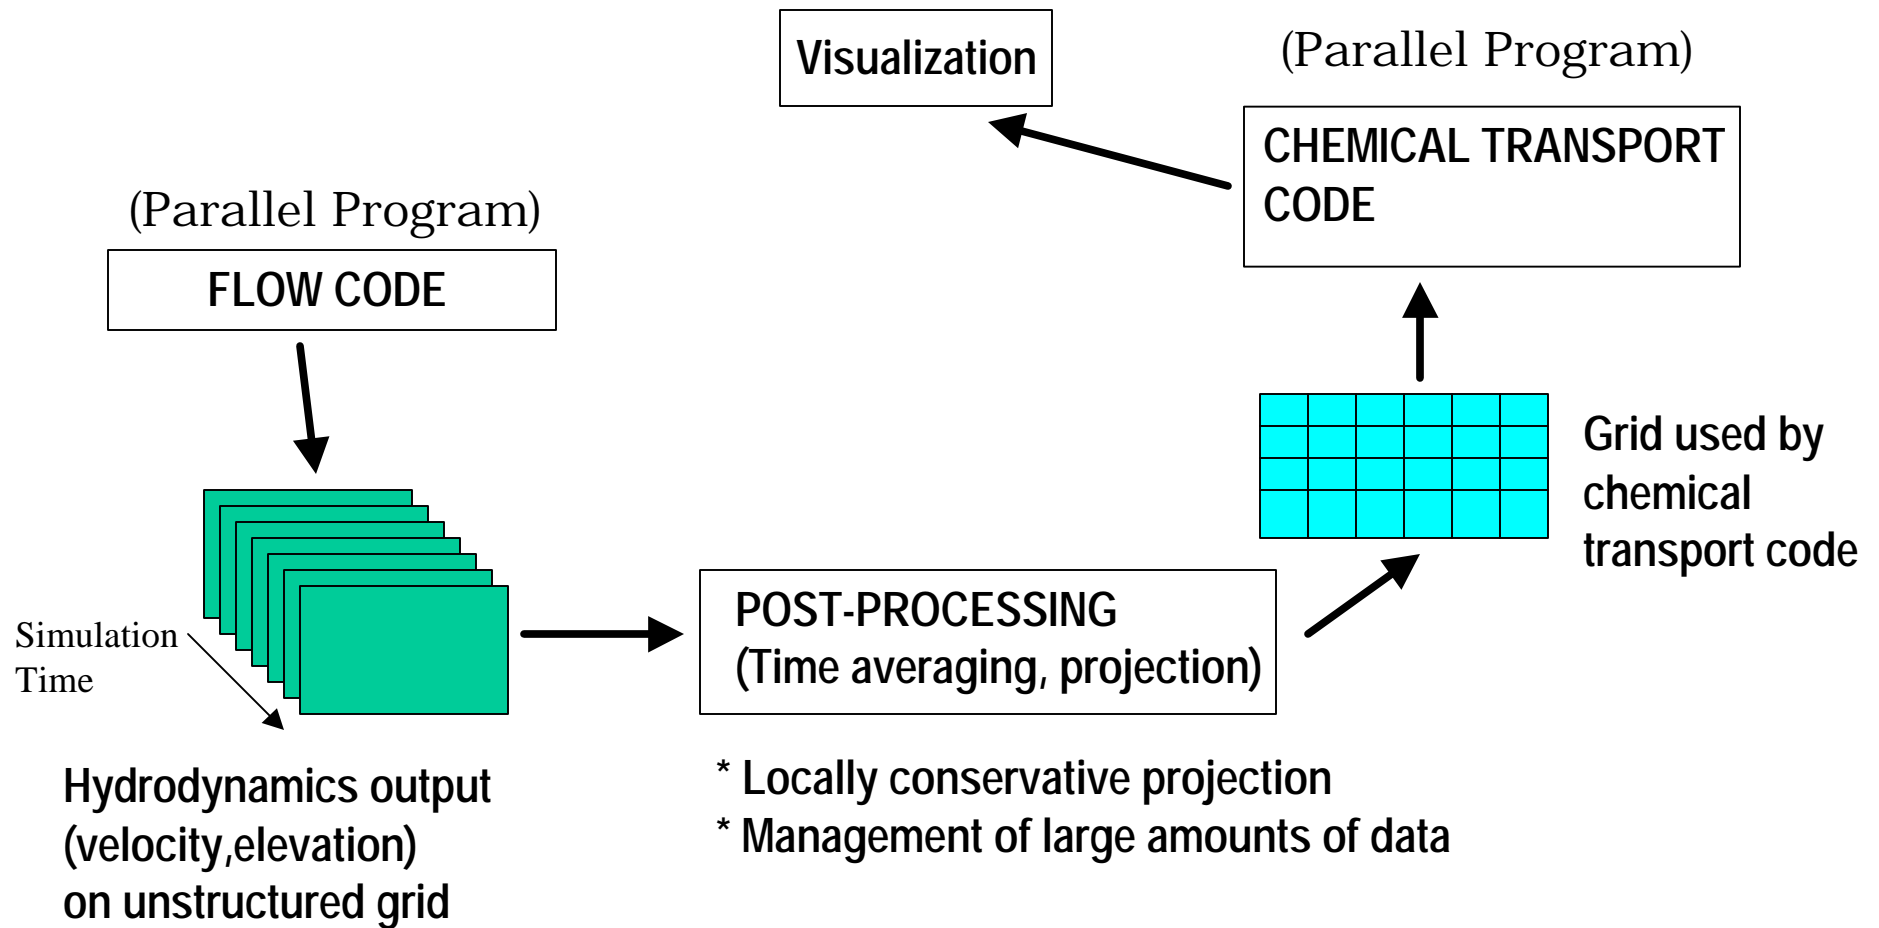 Visualization
(Parallel Program)
CHEMICAL TRANSPORT
CODE
(Parallel Program)
FLOW CODE
Grid used by
chemical
transport code
Simulation
Time
POST-PROCESSING
(Time averaging, projection)
Hydrodynamics output
(velocity,elevation)
on unstructured grid
* Locally conservative projection
* Management of large amounts of data